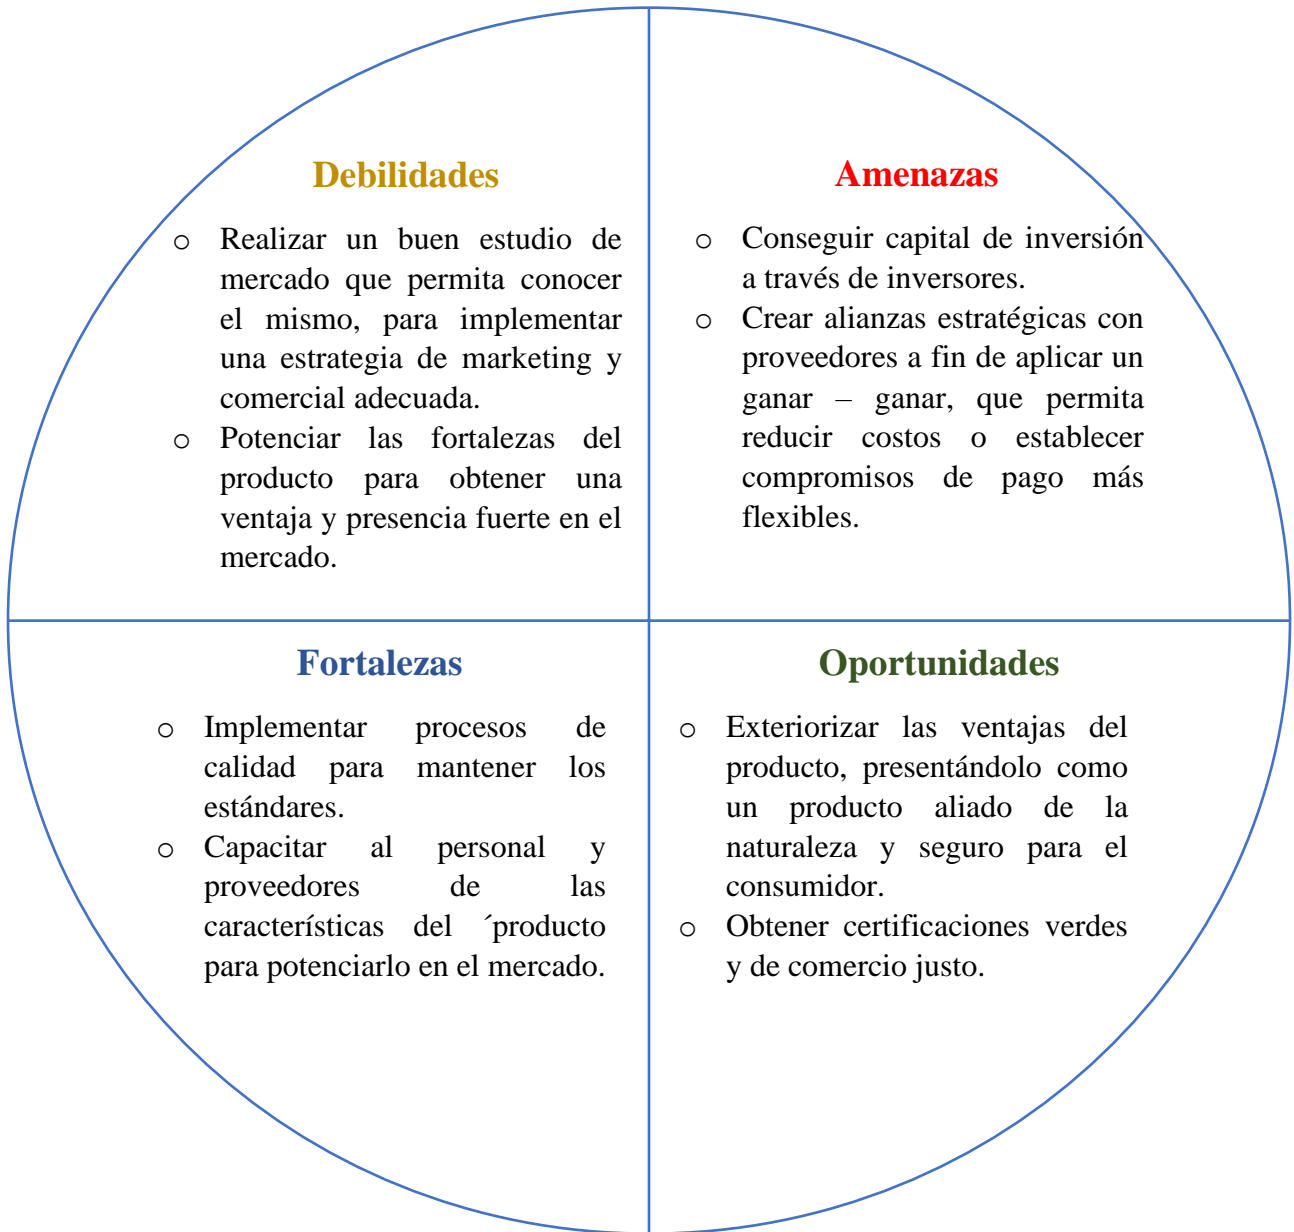 Debilidades
o Realizar un buen estudio de
mercado que permita conocer
el mismo, para implementar
una estrategia de marketing y
comercial adecuada.
o Potenciar las fortalezas del
producto para obtener una
ventaja y presencia fuerte en el
mercado.
Amenazas
o Conseguir capital de inversión
a través de inversores.
o Crear alianzas estratégicas con
proveedores a fin de aplicar un
ganar – ganar, que permita
reducir costos o establecer
compromisos de pago más
flexibles.
Fortalezas
o Implementar procesos de
calidad para mantener los
estándares.
o Capacitar al personal y
proveedores de las
características del ´producto
para potenciarlo en el mercado.
Oportunidades
o Exteriorizar las ventajas del
producto, presentándolo como
un producto aliado de la
naturaleza y seguro para el
consumidor.
o Obtener certificaciones verdes
y de comercio justo.